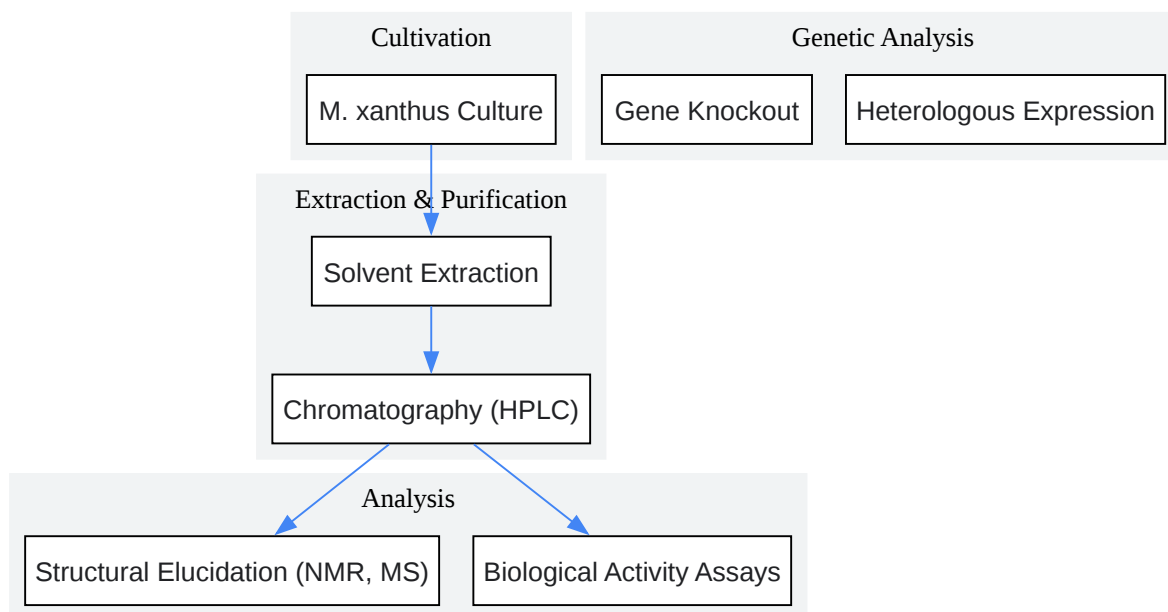 Cultivation
M. xanthus Culture
Genetic Analysis
Gene Knockout
Heterologous Expression
Extraction & Purification
Solvent Extraction
Chromatography (HPLC)
Analysis
Structural Elucidation (NMR, MS)
Biological Activity Assays